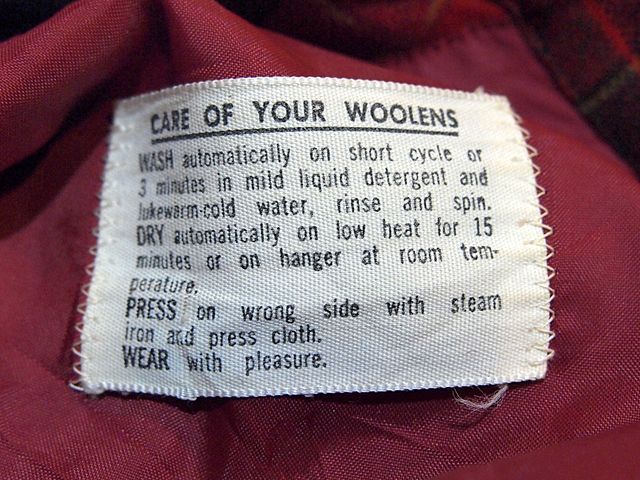 CARE OF YOUR WOOLENS
WASH automatically on short cycle or
3 minutes in mild liquid detergent and
lukewarm-cold water, rinse and spin.
DRY automatically on low heat for 15
minutes or on hanger at room tem-
perature.
PRESS on wrong side with steam
iron and press cloth.
WEAR with pleasure.